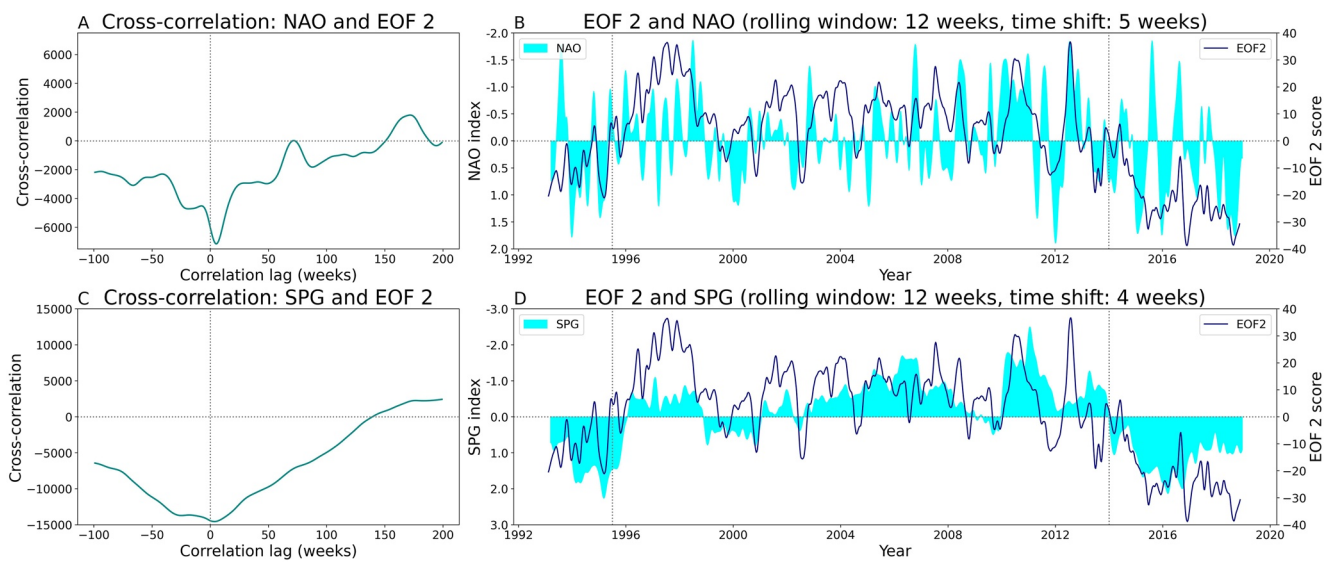 A Cross-correlation: NAO and EOF 2
Cross-correlation
6000
4000
2000
0
−2000
−4000
−6000
−100 −50 0 50 100 150 200
Correlation lag (weeks)
B EOF 2 and NAO (rolling window: 12 weeks, time shift: 5 weeks)
NAO
EOF2
NAO index
-2.0
-1.5
-1.0
-0.5
0.0
0.5
1.0
1.5
2.0
40
30
20
10
0
−10
−20
−30
−40
EOF 2 score
1992 1996 2000 2004 2008 2012 2016 2020
Year
C Cross-correlation: SPG and EOF 2
Cross-correlation
15000
10000
5000
0
−5000
−10000
−15000
−100 −50 0 50 100 150 200
Correlation lag (weeks)
D EOF 2 and SPG (rolling window: 12 weeks, time shift: 4 weeks)
SPG
EOF2
SPG index
-3.0
-2.0
-1.0
0.0
1.0
2.0
3.0
40
30
20
10
0
−10
−20
−30
−40
EOF 2 score
1992 1996 2000 2004 2008 2012 2016 2020
Year